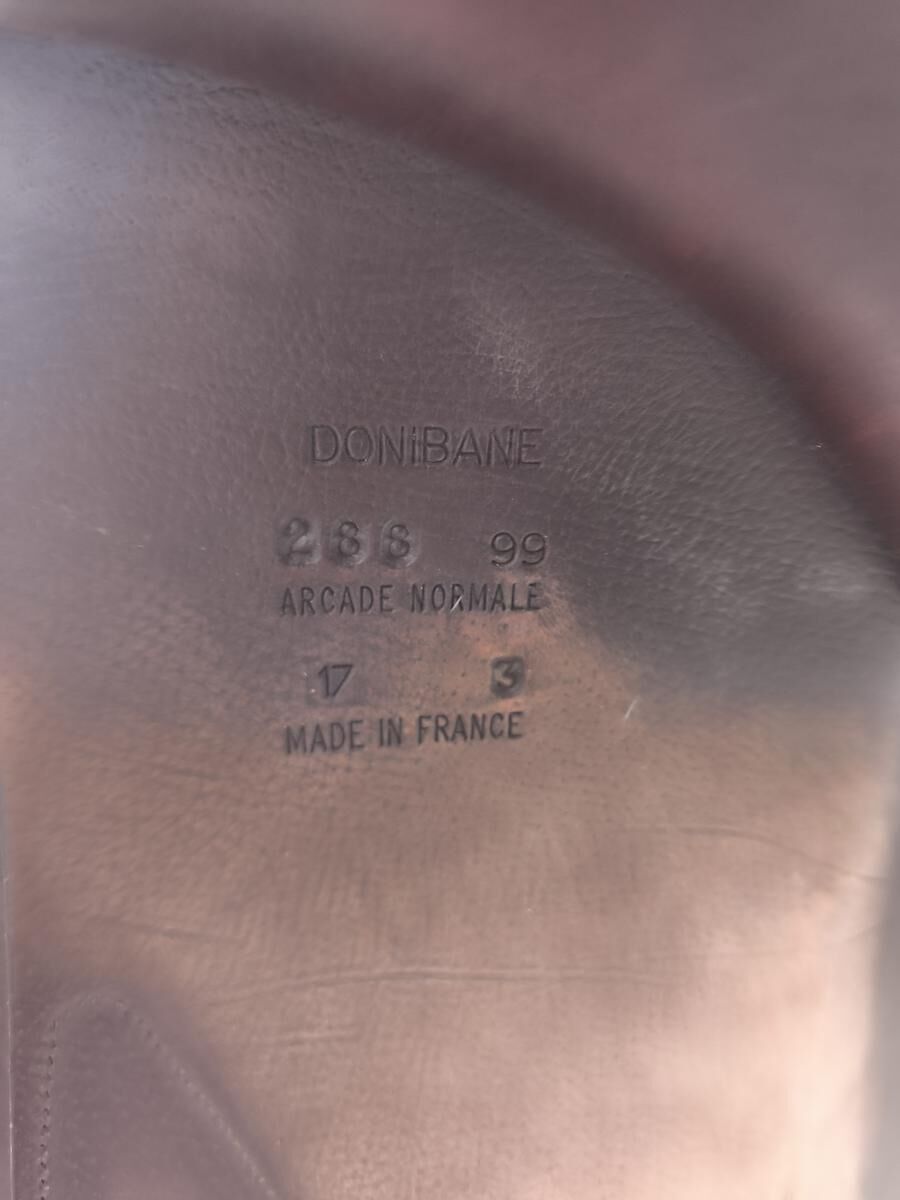 DONIBANE
288 99
ARCADE NORMALE
17 3
MADE IN FRANCE